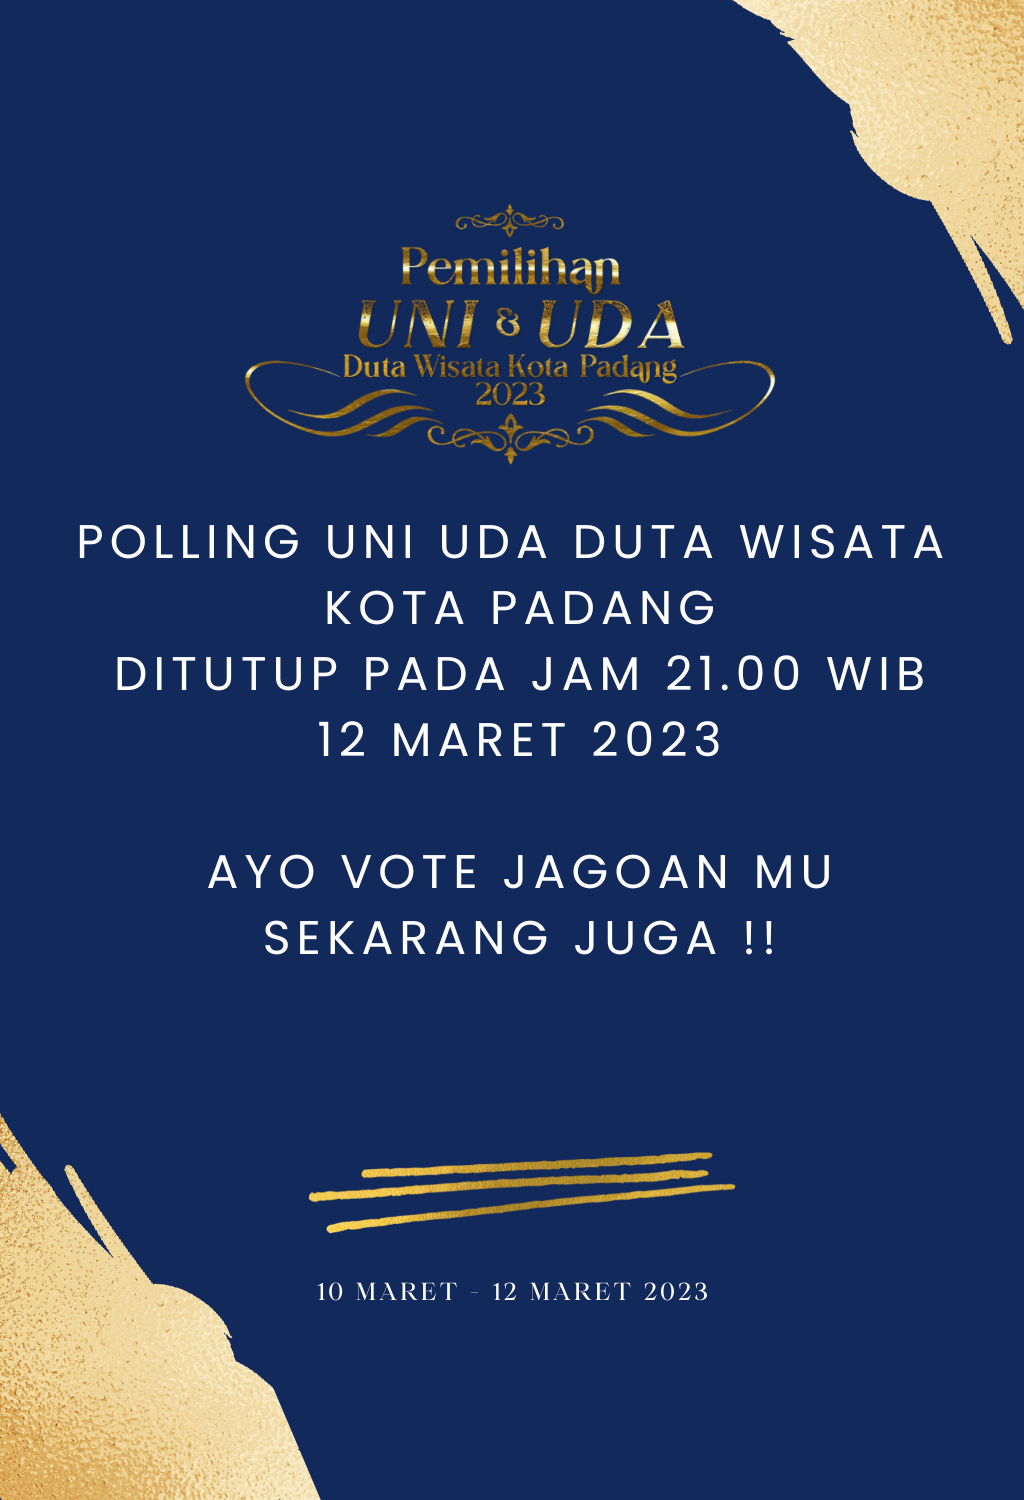 Pemilihan
UNI & UDA
Duta Wisata Kota Padang
2023
POLLING UNI UDA DUTA WISATA
KOTA PADANG
DITUTUP PADA JAM 21.00 WIB
12 MARET 2023
AYO VOTE JAGOAN MU
SEKARANG JUGA !!
10 MARET - 12 MARET 2023